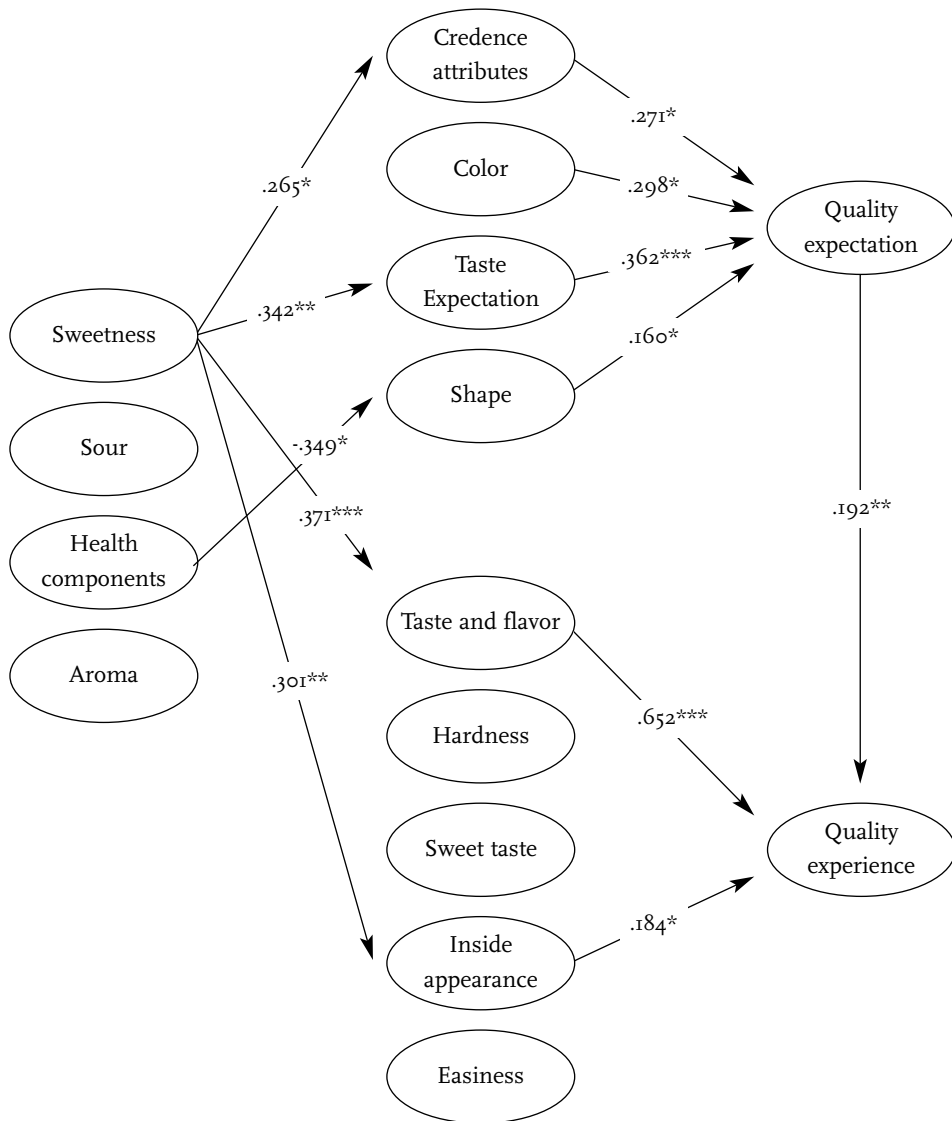 Credence
attributes
.271*
Color
.265*
.298*
Quality
expectation
Taste
Expectation
.362***
Sweetness
.342**
.160*
Shape
Sour
-.349*
.371***
.192**
Health
components
Taste and flavor
Aroma
.301**
.652***
Hardness
Sweet taste
Quality
experience
Inside
appearance
.184*
Easiness